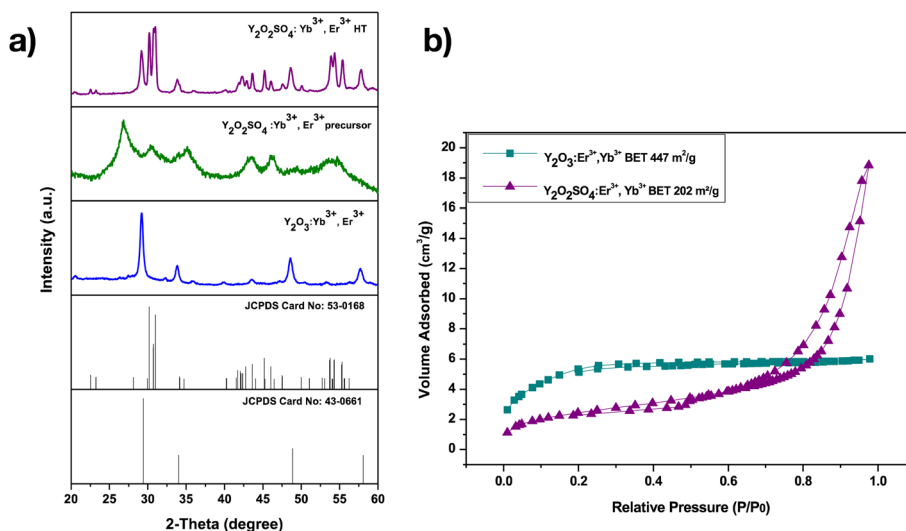 a)
Y₂O₂SO₄: Yb³⁺, Er³⁺ HT
Y₂O₂SO₄ :Yb³⁺, Er³⁺precursor
Y₂O₃:Yb³⁺, Er³⁺
JCPDS Card No: 53-0168
JCPDS Card No: 43-0661
Intensity (a.u.)
20 25 30 35 40 45 50 55 60
2-Theta (degree)
b)
Y₂O₃:Er³⁺,Yb³⁺ BET 447 m²/g
Y₂O₂SO₄:Er³⁺, Yb³⁺ BET 202 m²/g
Volume Adsorbed (cm³/g)
20
18
16
14
12
10
8
6
4
2
0
0.0 0.2 0.4 0.6 0.8 1.0
Relative Pressure (P/P₀)